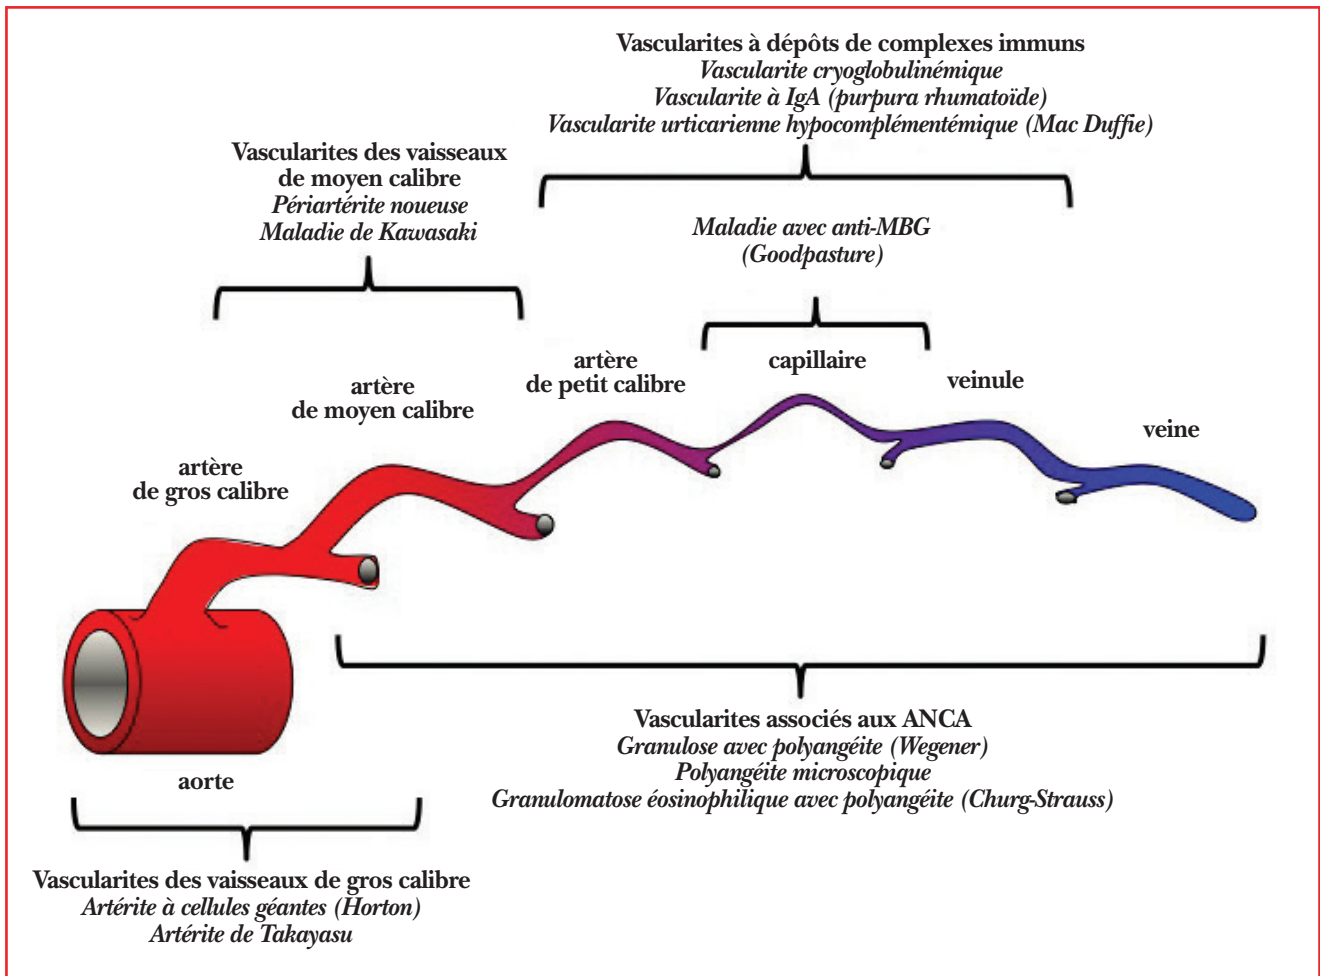 Vascularites à dépôts de complexes immuns
Vascularite cryoglobulinémique
Vascularite à IgA (purpura rhumatoïde)
Vascularite urticarienne hypocomplémentémique (Mac Duffie)
Vascularites des vaisseaux
de moyen calibre
Périartérite noueuse
Maladie de Kawasaki
Maladie avec anti-MBG
(Goodpasture)
artère
de gros calibre
artère
de moyen calibre
artère
de petit calibre
capillaire
veinule
veine
aorte
Vascularites associés aux ANCA
Granulose avec polyangéite (Wegener)
Polyangéite microscopique
Granulomatose éosinophilique avec polyangéite (Churg-Strauss)
Vascularites des vaisseaux de gros calibre
Artérite à cellules géantes (Horton)
Artérite de Takayasu